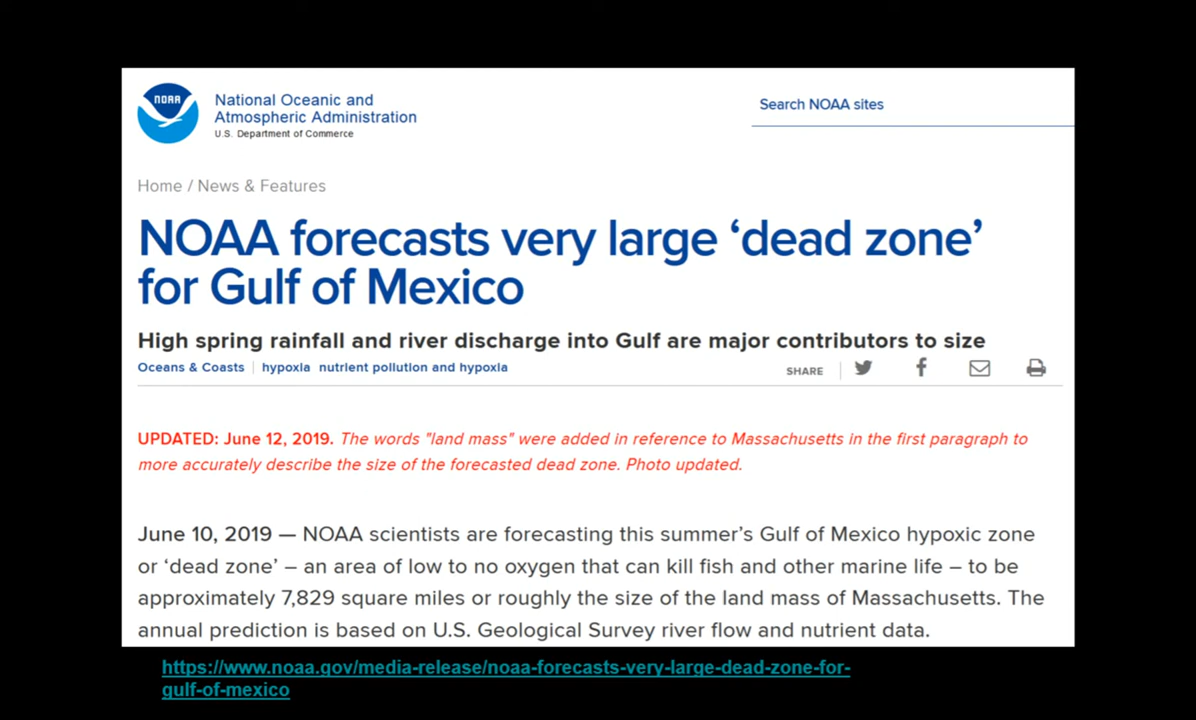 NOAA
National Oceanic and
Atmospheric Administration
U.S. Department of Commerce
Search NOAA sites
Home / News & Features
NOAA forecasts very large ‘dead zone’
for Gulf of Mexico
High spring rainfall and river discharge into Gulf are major contributors to size
Oceans & Coasts | hypoxia nutrient pollution and hypoxia
SHARE
UPDATED: June 12, 2019. The words "land mass" were added in reference to Massachusetts in the first paragraph to
more accurately describe the size of the forecasted dead zone. Photo updated.
June 10, 2019 — NOAA scientists are forecasting this summer’s Gulf of Mexico hypoxic zone
or ‘dead zone’ – an area of low to no oxygen that can kill fish and other marine life – to be
approximately 7,829 square miles or roughly the size of the land mass of Massachusetts. The
annual prediction is based on U.S. Geological Survey river flow and nutrient data.
https://www.noaa.gov/media-release/noaa-forecasts-very-large-dead-zone-for-
gulf-of-mexico